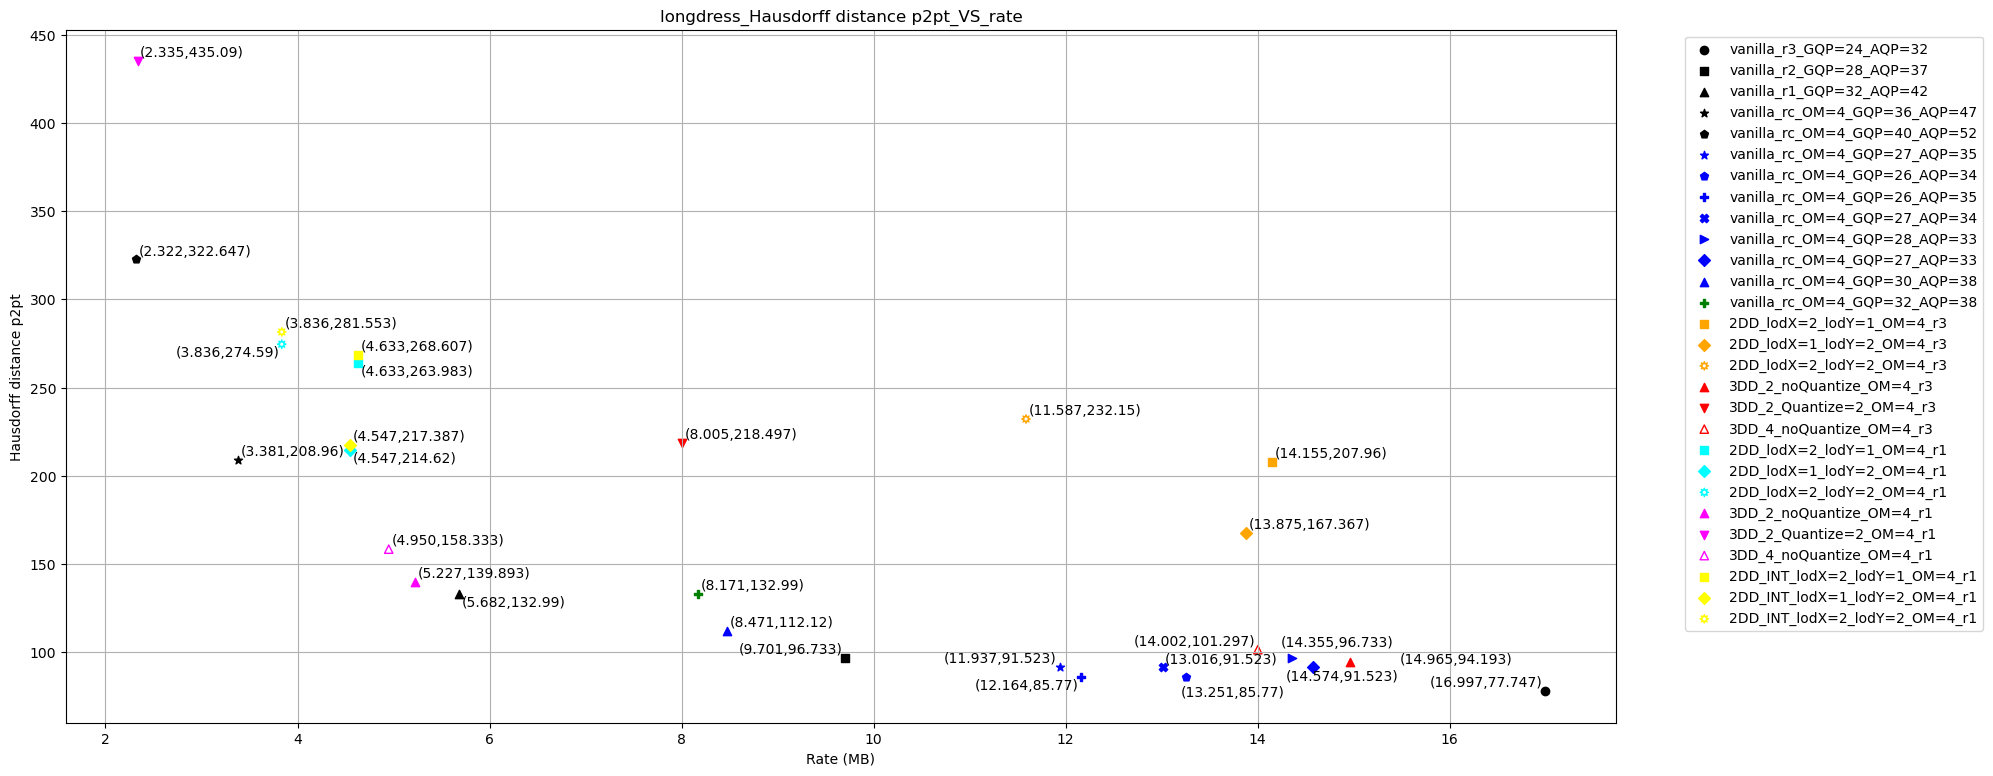 longdress_Hausdorff distance p2pt_VS_rate
Hausdorff distance p2pt
450
400
350
300
250
200
150
100
(2.335,435.09)
(2.322,322.647)
(3.836,281.553)
(3.836,274.59)
(4.633,268.607)
(4.633,263.983)
(4.547,217.387)
(4.547,214.62)
(3.381,208.96)
(8.005,218.497)
(11.587,232.15)
(14.155,207.96)
(13.875,167.367)
(4.950,158.333)
(5.227,139.893)
(5.682,132.99)
(8.171,132.99)
(8.471,112.12)
(9.701,96.733)
(11.937,91.523)
(12.164,85.77)
(14.002,101.297)
(13.016,91.523)
(13.251,85.77)
(14.355,96.733)
(14.574,91.523)
(14.965,94.193)
(16.997,77.747)
2
4
6
8
10
12
14
16
Rate (MB)
vanilla_r3_GQP=24_AQP=32
vanilla_r2_GQP=28_AQP=37
vanilla_r1_GQP=32_AQP=42
vanilla_rc_OM=4_GQP=36_AQP=47
vanilla_rc_OM=4_GQP=40_AQP=52
vanilla_rc_OM=4_GQP=27_AQP=35
vanilla_rc_OM=4_GQP=26_AQP=34
vanilla_rc_OM=4_GQP=26_AQP=35
vanilla_rc_OM=4_GQP=27_AQP=34
vanilla_rc_OM=4_GQP=28_AQP=33
vanilla_rc_OM=4_GQP=27_AQP=33
vanilla_rc_OM=4_GQP=30_AQP=38
vanilla_rc_OM=4_GQP=32_AQP=38
2DD_lodX=2_lodY=1_OM=4_r3
2DD_lodX=1_lodY=2_OM=4_r3
2DD_lodX=2_lodY=2_OM=4_r3
3DD_2_noQuantize_OM=4_r3
3DD_2_Quantize=2_OM=4_r3
3DD_4_noQuantize_OM=4_r3
2DD_lodX=2_lodY=1_OM=4_r1
2DD_lodX=1_lodY=2_OM=4_r1
2DD_lodX=2_lodY=2_OM=4_r1
3DD_2_noQuantize_OM=4_r1
3DD_2_Quantize=2_OM=4_r1
3DD_4_noQuantize_OM=4_r1
2DD_INT_lodX=2_lodY=1_OM=4_r1
2DD_INT_lodX=1_lodY=2_OM=4_r1
2DD_INT_lodX=2_lodY=2_OM=4_r1